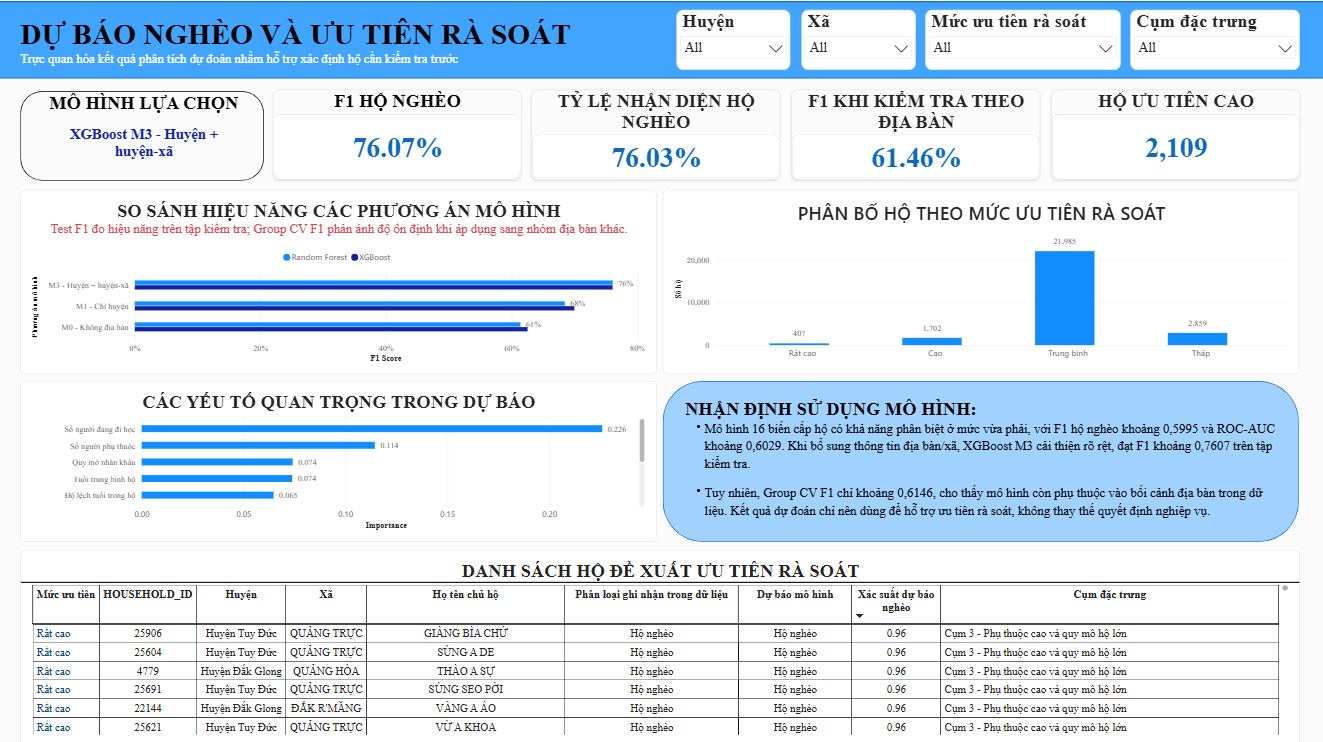 DỰ BÁO NGHÈO VÀ ƯU TIÊN RÀ SOÁT
Trực quan hóa kết quả phân tích dự đoán nhằm hỗ trợ xác định hộ cần kiểm tra trước
Huyện
All
Xã
All
Mức ưu tiên rà soát
All
Cụm đặc trưng
All
MÔ HÌNH LỰA CHỌN
XGBoost M3 - Huyện +
huyện-xã
F1 HỘ NGHÈO
76.07%
TỶ LỆ NHẬN DIỆN HỘ
NGHÈO
76.03%
F1 KHI KIỂM TRA THEO
ĐỊA BÀN
61.46%
HỘ ƯU TIÊN CAO
2,109
SO SÁNH HIỆU NĂNG CÁC PHƯƠNG ÁN MÔ HÌNH
Test F1 đo hiệu năng trên tập kiểm tra; Group CV F1 phản ánh độ ổn định khi áp dụng sang nhóm địa bàn khác.
Random Forest XGBoost
Phương án mô hình
M3 - Huyện + huyện-xã 76%
M1 - Chỉ huyện 68%
M0 - Không địa bàn 61%
0% 20% 40% 60% 80%
F1 Score
PHÂN BỐ HỘ THEO MỨC ƯU TIÊN RÀ SOÁT
Số hộ
20,000
10,000
0
407 1,702 21,985 2,859
Rất cao Cao Trung bình Thấp
CÁC YẾU TỐ QUAN TRỌNG TRONG DỰ BÁO
Số người đang đi học 0.226
Số người phụ thuộc 0.114
Quy mô nhân khẩu 0.074
Tuổi trung bình hộ 0.074
Độ lệch tuổi trong hộ 0.065
0.00 0.05 0.10 0.15 0.20
Importance
NHẬN ĐỊNH SỬ DỤNG MÔ HÌNH:
• Mô hình 16 biến cấp hộ có khả năng phân biệt ở mức vừa phải, với F1 hộ nghèo khoảng 0,5995 và ROC-AUC
khoảng 0,6029. Khi bổ sung thông tin địa bàn/xã, XGBoost M3 cải thiện rõ rệt, đạt F1 khoảng 0,7607 trên tập
kiểm tra.
• Tuy nhiên, Group CV F1 chỉ khoảng 0,6146, cho thấy mô hình còn phụ thuộc vào bối cảnh địa bàn trong dữ
liệu. Kết quả dự đoán chỉ nên dùng để hỗ trợ ưu tiên rà soát, không thay thế quyết định nghiệp vụ.
DANH SÁCH HỘ ĐỀ XUẤT ƯU TIÊN RÀ SOÁT
Mức ưu tiên HOUSEHOLD_ID Huyện Xã Họ tên chủ hộ Phân loại ghi nhận trong dữ liệu Dự báo mô hình Xác suất dự báo nghèo Cụm đặc trưng
Rất cao 25906 Huyện Tuy Đức QUẢNG TRỰC GIÀNG BÌA CHỨ Hộ nghèo Hộ nghèo 0.96 Cụm 3 - Phụ thuộc cao và quy mô hộ lớn
Rất cao 25604 Huyện Tuy Đức QUẢNG TRỰC SÙNG A DE Hộ nghèo Hộ nghèo 0.96 Cụm 3 - Phụ thuộc cao và quy mô hộ lớn
Rất cao 4779 Huyện Đắk Glong QUẢNG HÒA THÀO A SỰ Hộ nghèo Hộ nghèo 0.96 Cụm 3 - Phụ thuộc cao và quy mô hộ lớn
Rất cao 25691 Huyện Tuy Đức QUẢNG TRỰC SÙNG SEO PỜI Hộ nghèo Hộ nghèo 0.96 Cụm 3 - Phụ thuộc cao và quy mô hộ lớn
Rất cao 22144 Huyện Đắk Glong ĐẮK R'MĂNG VÀNG A ÁO Hộ nghèo Hộ nghèo 0.96 Cụm 3 - Phụ thuộc cao và quy mô hộ lớn
Rất cao 25621 Huyện Tuy Đức QUẢNG TRỰC VỪ A KHOA Hộ nghèo Hộ nghèo 0.96 Cụm 3 - Phụ thuộc cao và quy mô hộ lớn